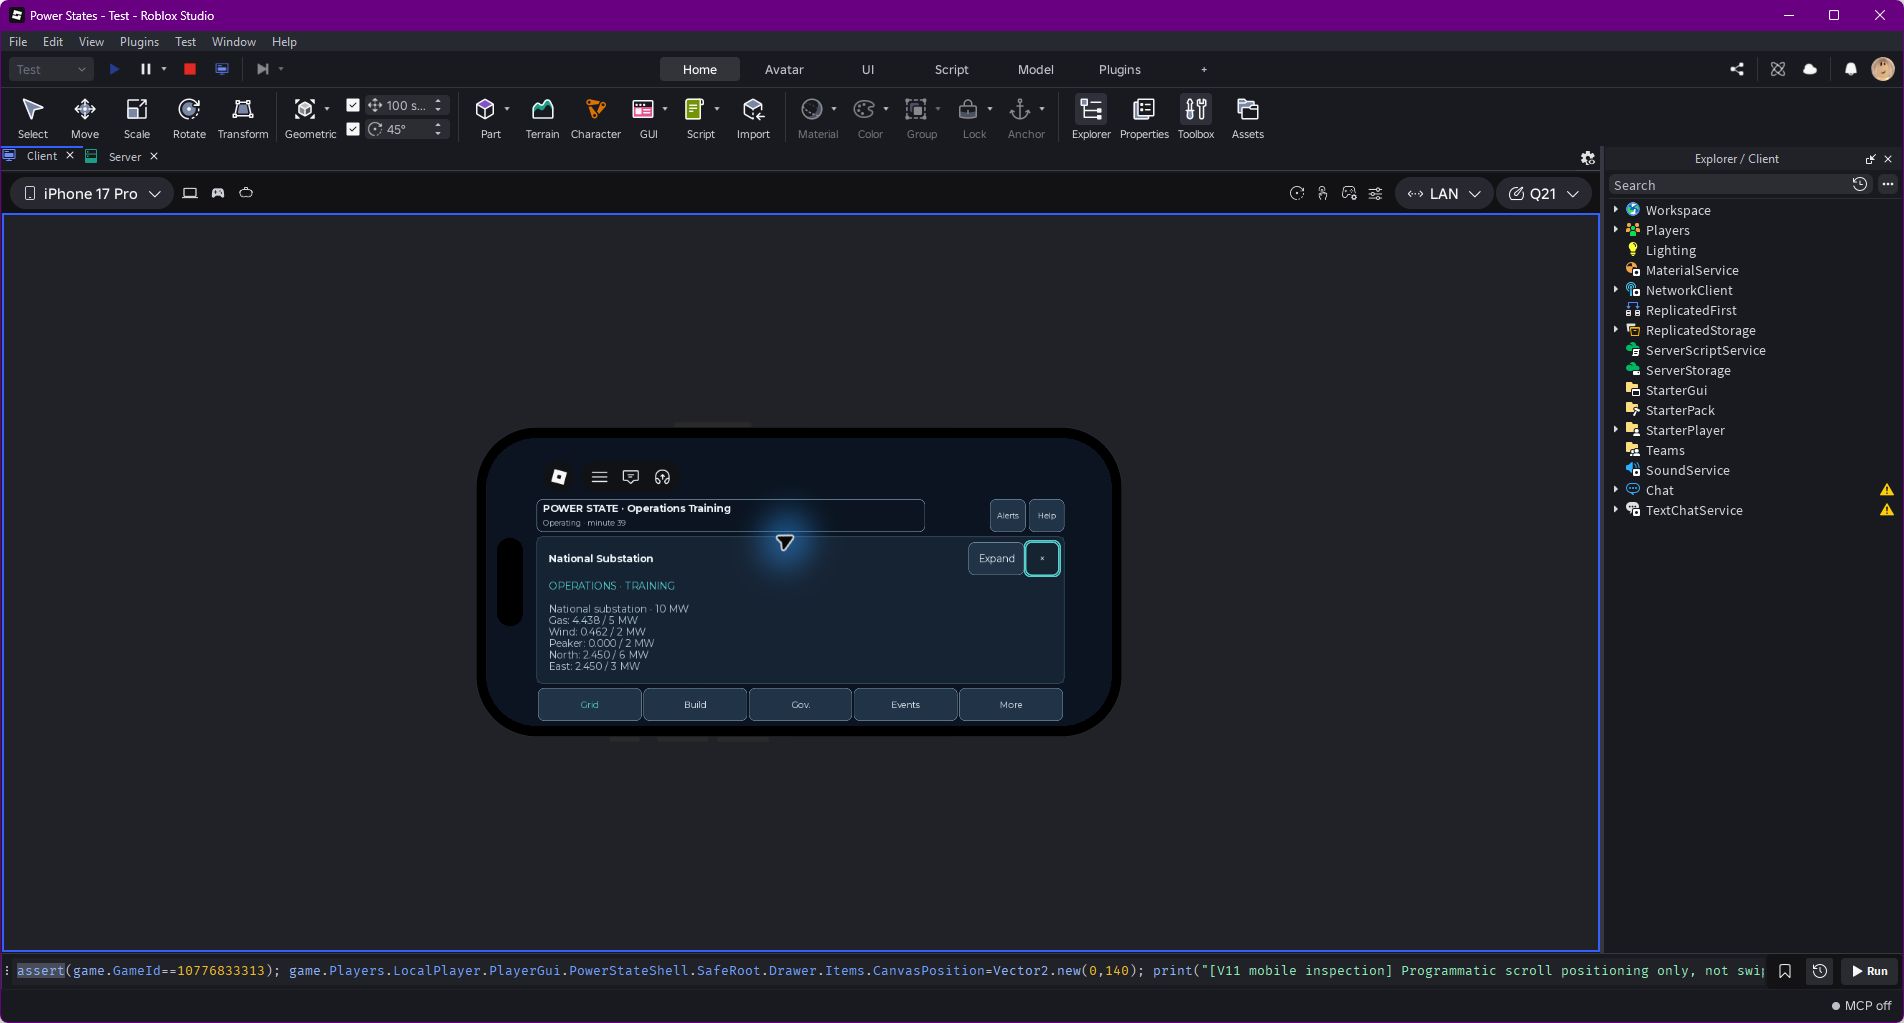 Power States - Test - Roblox Studio
File Edit View Plugins Test Window Help
Test
Home Avatar UI Script Model Plugins +
100 s...
45°
Select Move Scale Rotate Transform Geometric Part Terrain Character GUI Script Import Material Color Group Lock Anchor Explorer Properties Toolbox Assets
Client Server
Explorer / Client
iPhone 17 Pro
LAN
Q21
Search
Workspace
Players
Lighting
MaterialService
NetworkClient
ReplicatedFirst
ReplicatedStorage
ServerScriptService
ServerStorage
StarterGui
StarterPack
StarterPlayer
Teams
SoundService
Chat
TextChatService
POWER STATE · Operations Training
Operating · minute 39
Alerts
Help
National Substation
Expand
×
OPERATIONS · TRAINING
National substation · 10 MW
Gas: 4.438 / 5 MW
Wind: 0.462 / 2 MW
Peaker: 0.000 / 2 MW
North: 2.450 / 6 MW
East: 2.450 / 3 MW
Grid Build Gov. Events More
assert(game.GameId==10776833313); game.Players.LocalPlayer.PlayerGui.PowerStateShell.SafeRoot.Drawer.Items.CanvasPosition=Vector2.new(0,140); print("[V11 mobile inspection] Programmatic scroll positioning only, not swip
Run
MCP off